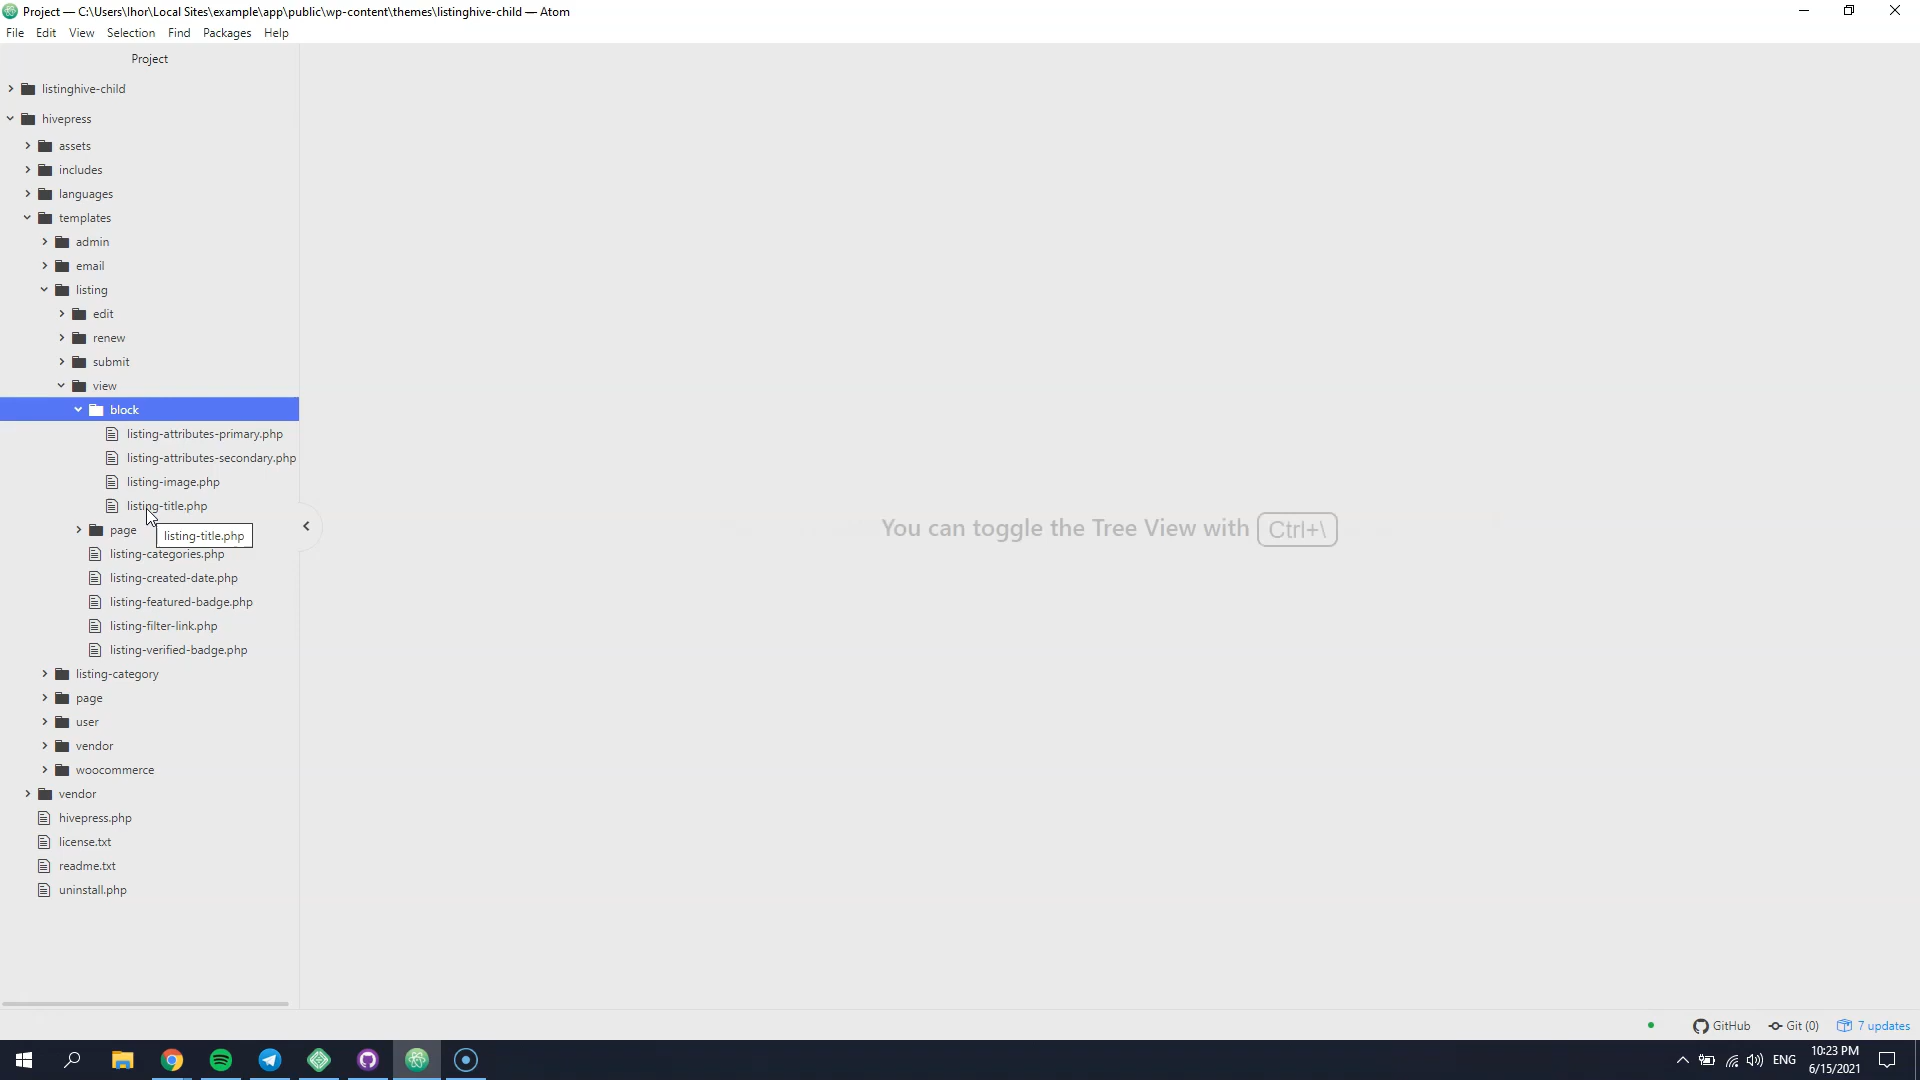 Project — C:\Users\Ihor\Local Sites\example\app\public\wp-content\themes\listinghive-child — Atom
File Edit View Selection Find Packages Help
Project
listinghive-child
hivepress
assets
includes
languages
templates
admin
email
listing
edit
renew
submit
view
block
listing-attributes-primary.php
listing-attributes-secondary.php
listing-image.php
listing-title.php
page
listing-title.php
listing-categories.php
listing-created-date.php
listing-featured-badge.php
listing-filter-link.php
listing-verified-badge.php
listing-category
page
user
vendor
woocommerce
vendor
hivepress.php
license.txt
readme.txt
uninstall.php
You can toggle the Tree View with Ctrl+\
GitHub Git (0) 7 updates
ENG
10:23 PM
6/15/2021